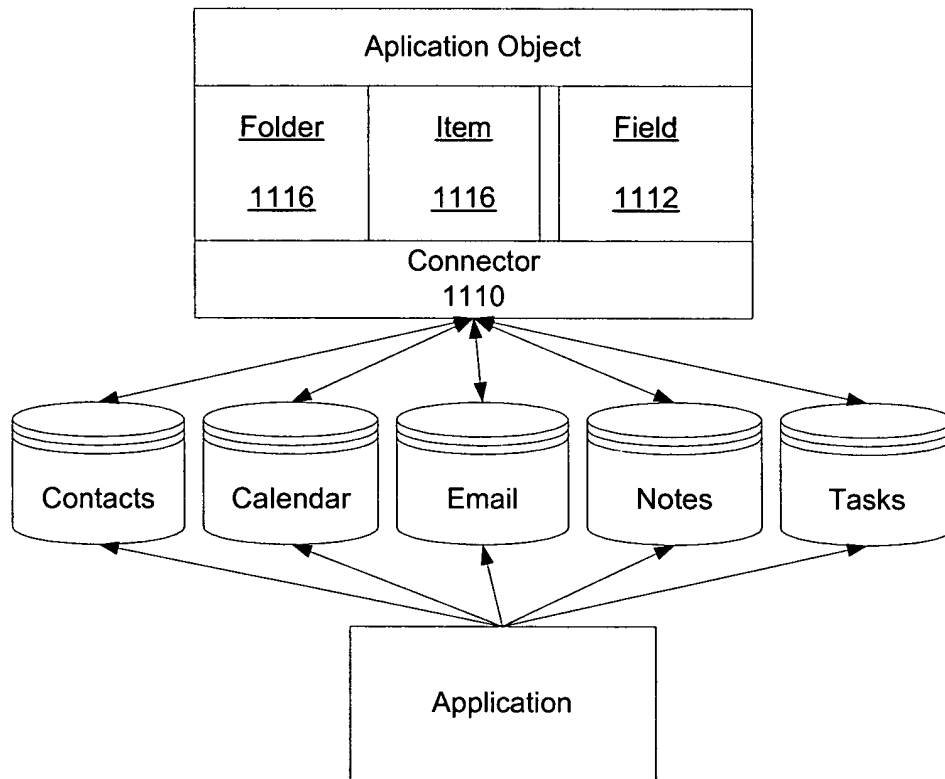 Aplication Object
Folder Item Field
1116 1116 1112
Connector
1110
Contacts Calendar Email Notes Tasks
Application